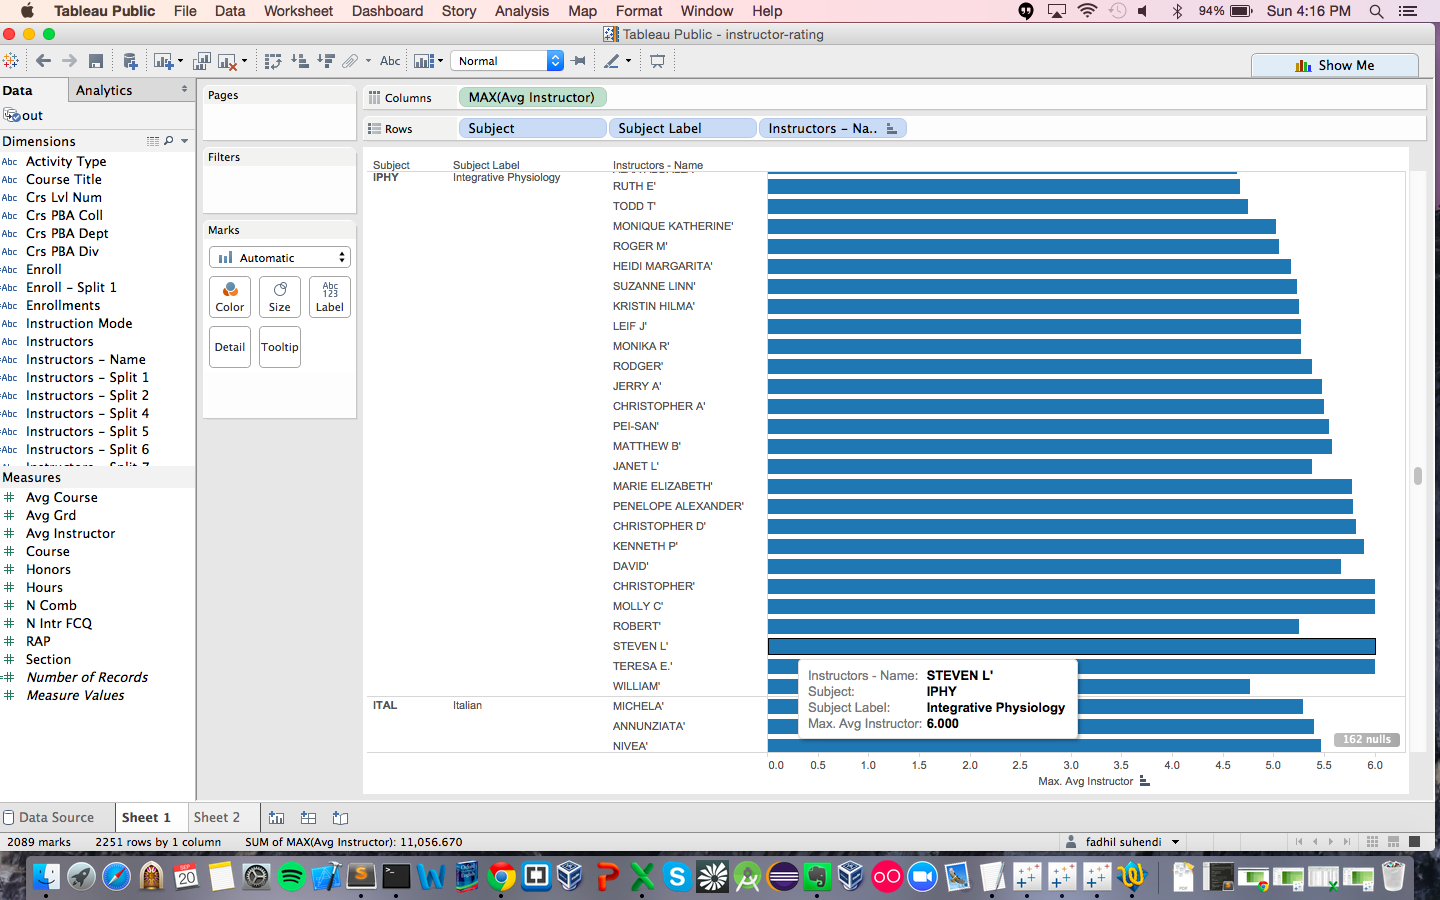 Tableau Public File Data Worksheet Dashboard Story Analysis Map Format Window Help 94% Sun 4:16 PM
Tableau Public - instructor-rating
Abc Normal Show Me
Data Analytics
out
Dimensions
Abc Activity Type
Abc Course Title
Abc Crs Lvl Num
Abc Crs PBA Coll
Abc Crs PBA Dept
Abc Crs PBA Div
Abc Enroll
Abc Enroll - Split 1
Abc Enrollments
Abc Instruction Mode
Abc Instructors
Abc Instructors - Name
Abc Instructors - Split 1
Abc Instructors - Split 2
Abc Instructors - Split 4
Abc Instructors - Split 5
Abc Instructors - Split 6
Measures
# Avg Course
# Avg Grd
# Avg Instructor
# Course
# Honors
# Hours
# N Comb
# N Intr FCQ
# RAP
# Section
# Number of Records
# Measure Values
Pages
Filters
Marks
Automatic
Color Size Abc 123 Label
Detail Tooltip
Columns MAX(Avg Instructor)
Rows Subject Subject Label Instructors - Na..
Subject Subject Label Instructors - Name
IPHY Integrative Physiology
RUTH E'
TODD T'
MONIQUE KATHERINE'
ROGER M'
HEIDI MARGARITA'
SUZANNE LINN'
KRISTIN HILMA'
LEIF J'
MONIKA R'
RODGER'
JERRY A'
CHRISTOPHER A'
PEI-SAN'
MATTHEW B'
JANET L'
MARIE ELIZABETH'
PENELOPE ALEXANDER'
CHRISTOPHER D'
KENNETH P'
DAVID'
CHRISTOPHER'
MOLLY C'
ROBERT'
STEVEN L'
TERESA E.'
WILLIAM'
ITAL Italian MICHELA'
ANNUNZIATA'
NIVEA'
Instructors - Name: STEVEN L'
Subject: IPHY
Subject Label: Integrative Physiology
Max. Avg Instructor: 6.000
162 nulls
0.0 0.5 1.0 1.5 2.0 2.5 3.0 3.5 4.0 4.5 5.0 5.5 6.0
Max. Avg Instructor
Data Source Sheet 1 Sheet 2
2089 marks 2251 rows by 1 column SUM of MAX(Avg Instructor): 11,056.670 fadhil suhendi
SEP
20